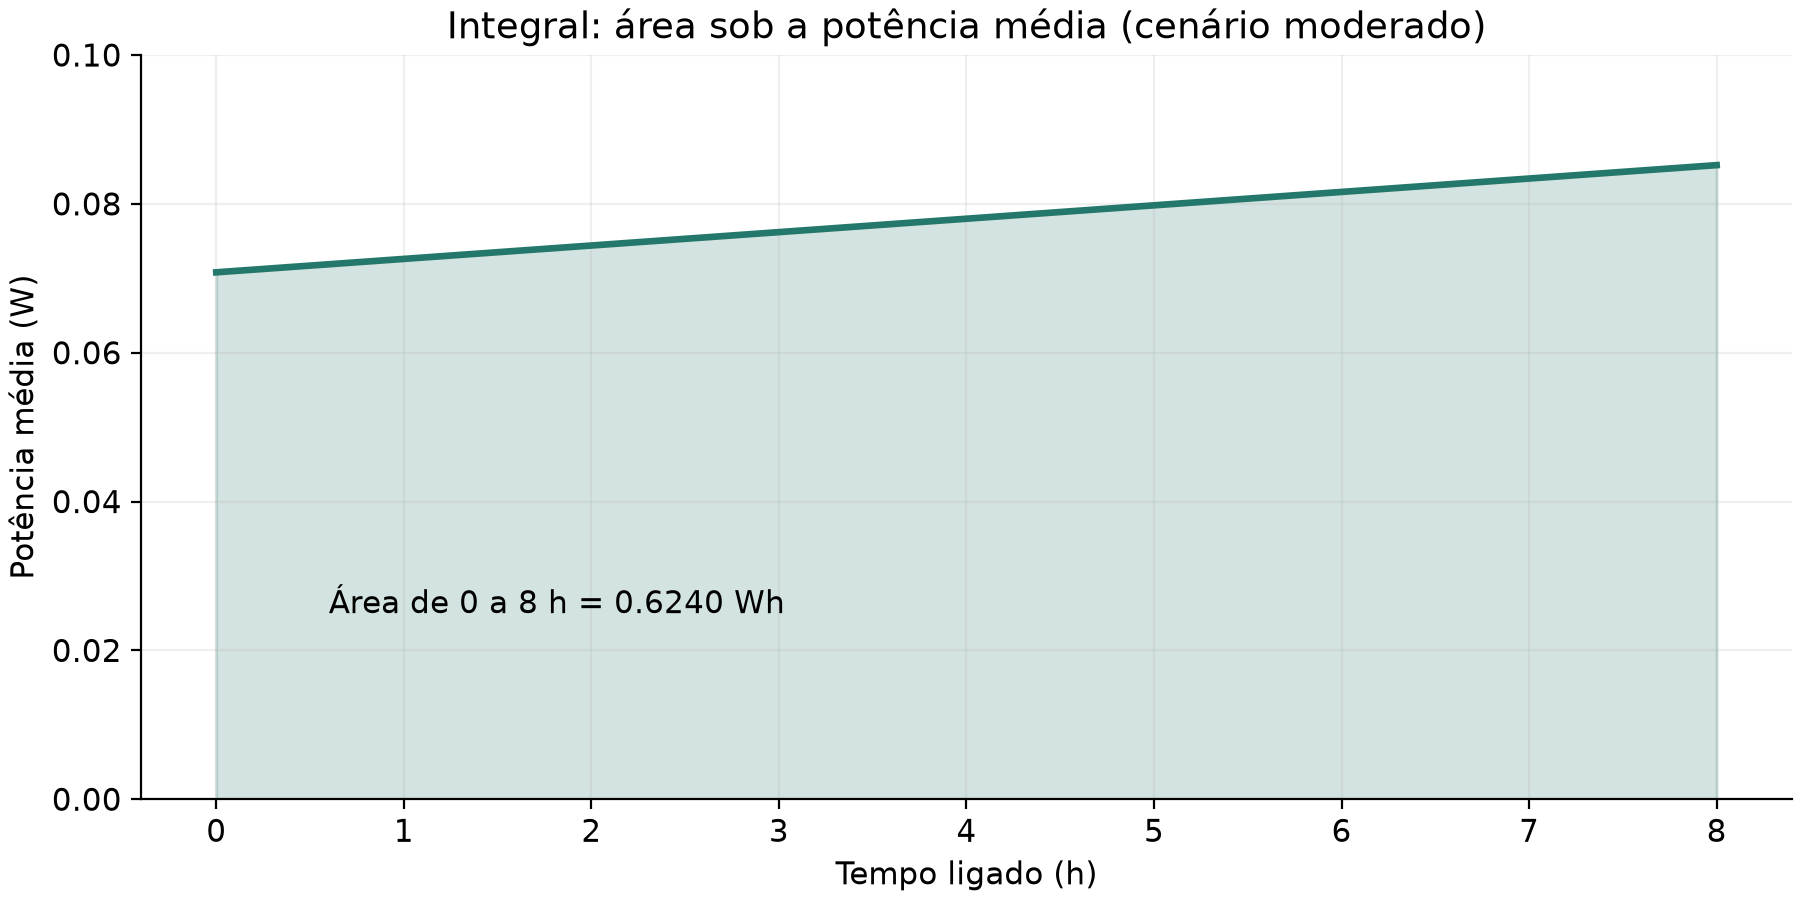 Integral: área sob a potência média (cenário moderado)
0.10
0.08
0.06
0.04
0.02
0.00
Potência média (W)
Área de 0 a 8 h = 0.6240 Wh
0 1 2 3 4 5 6 7 8
Tempo ligado (h)